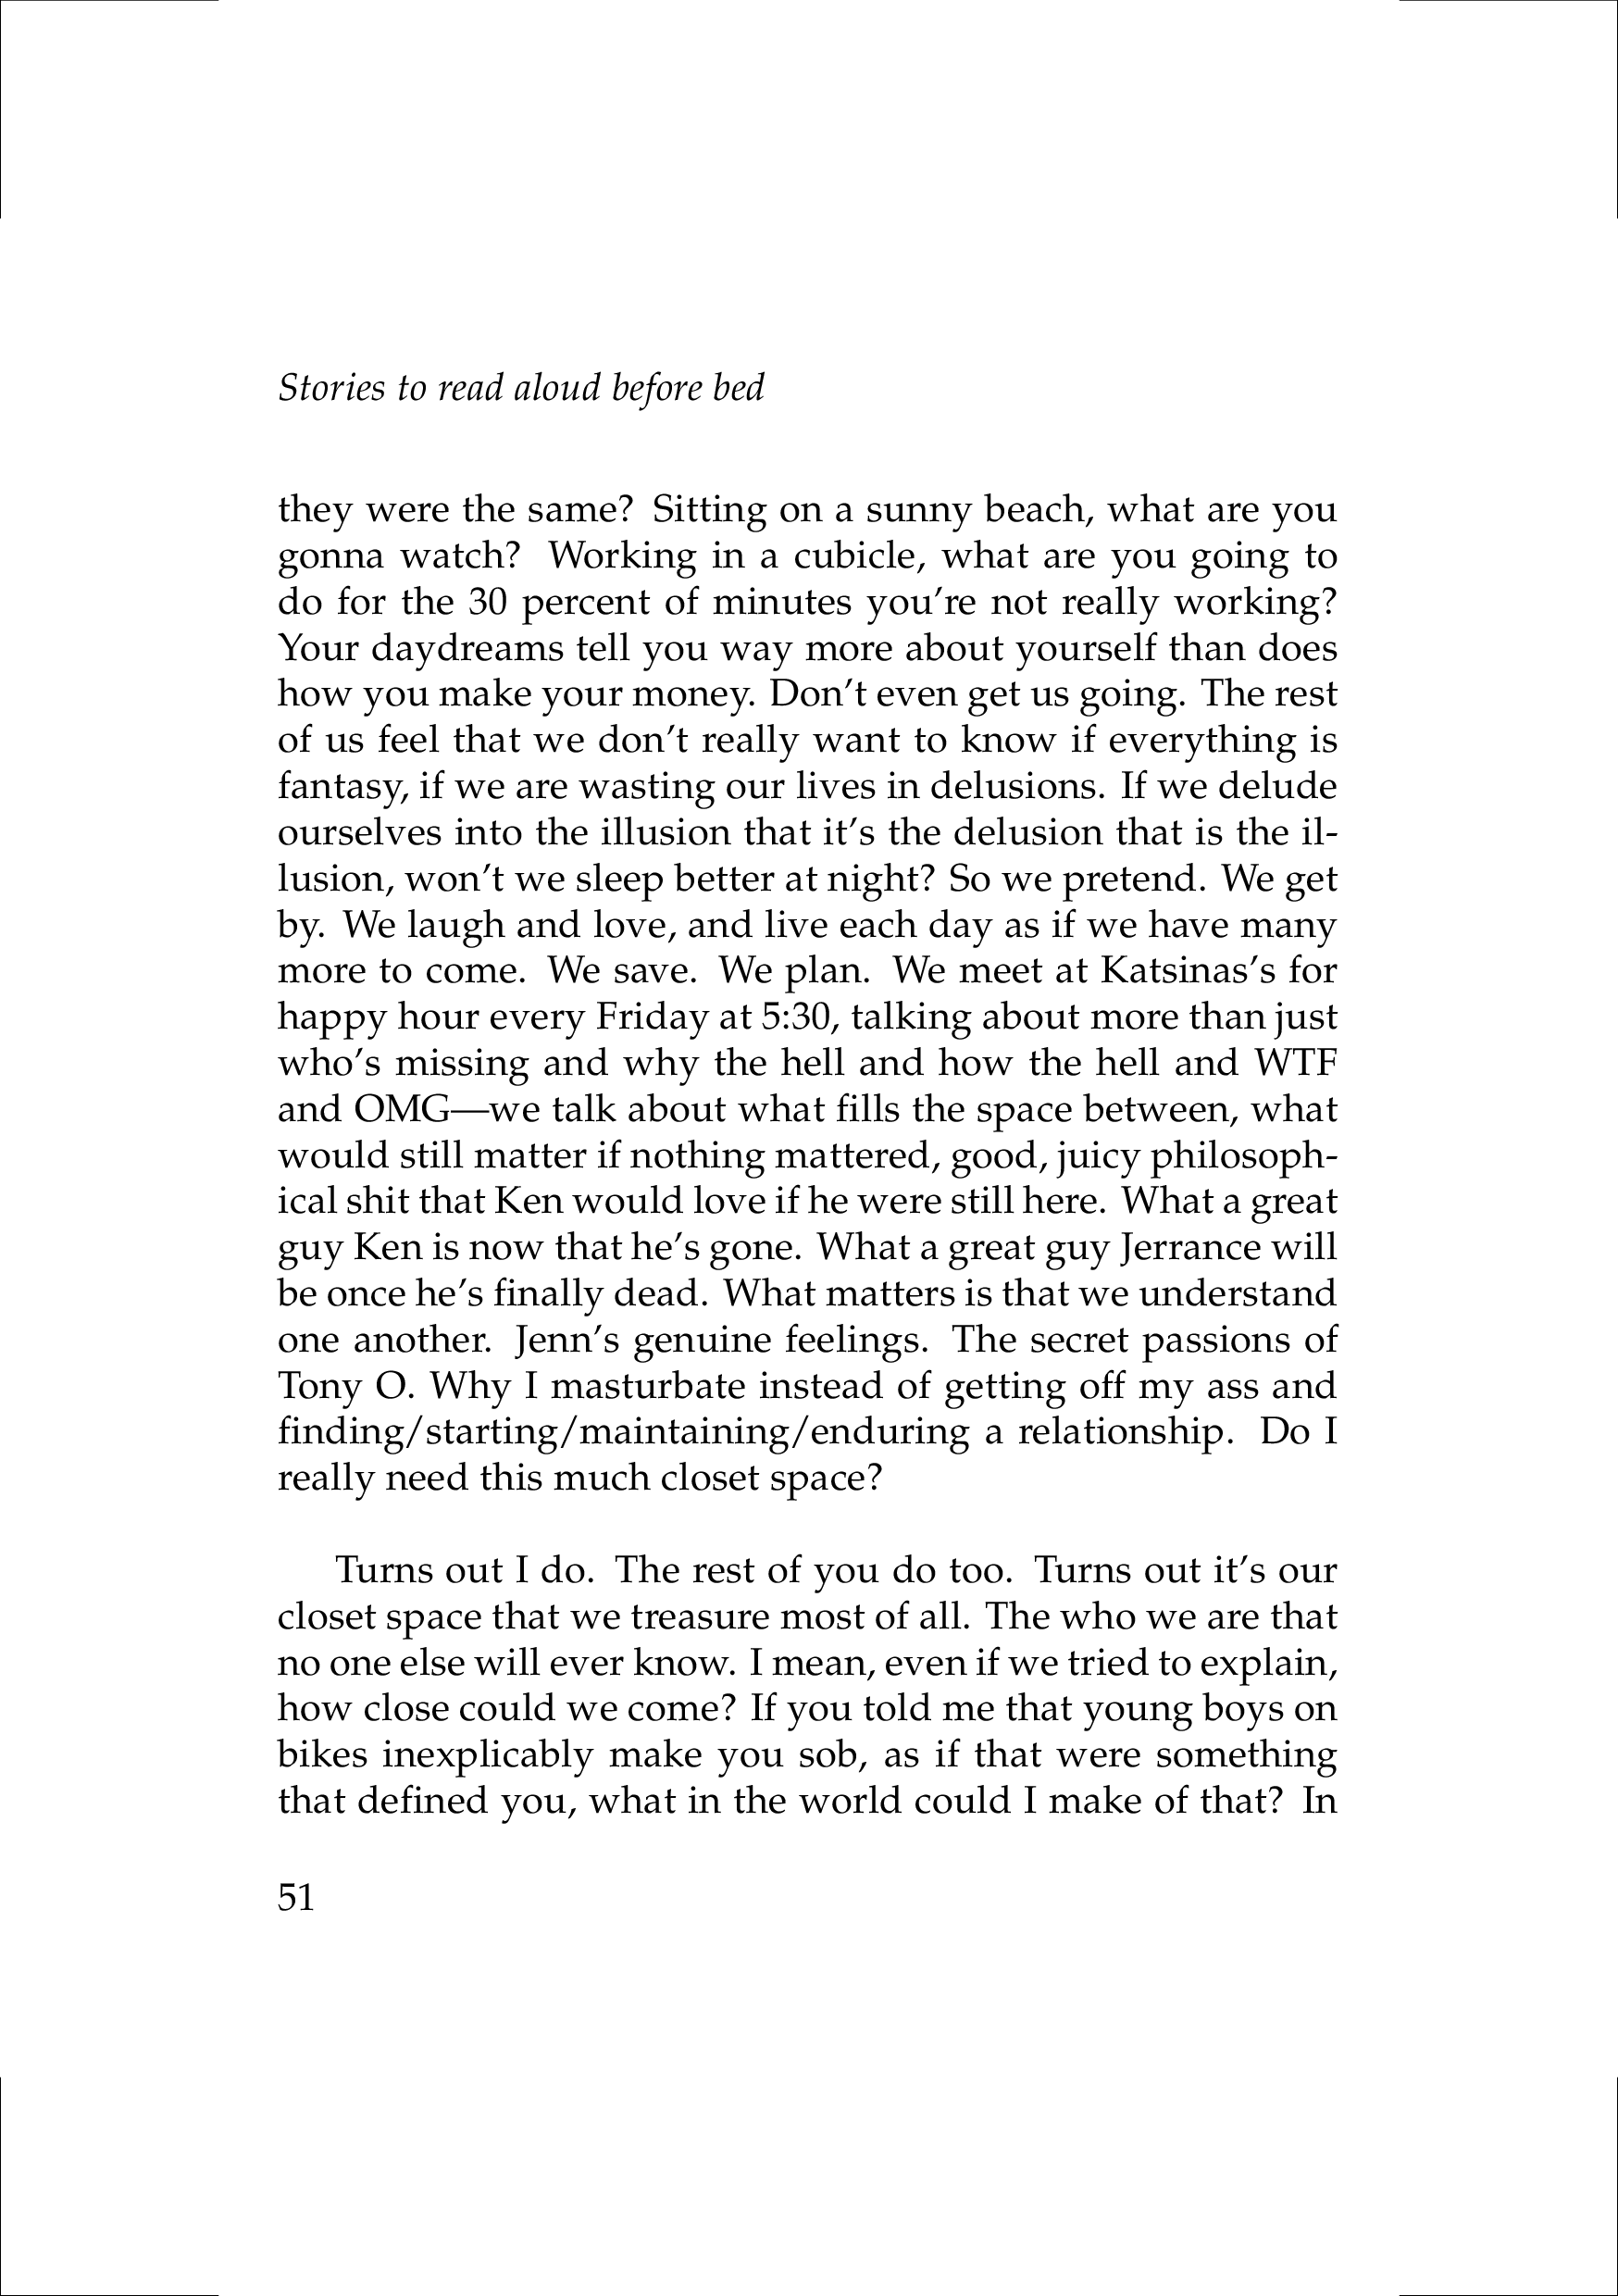 Stories to read aloud before bed
they were the same? Sitting on a sunny beach, what are you
gonna watch? Working in a cubicle, what are you going to
do for the 30 percent of minutes you're not really working?
Your daydreams tell you way more about yourself than does
how you make your money. Don't even get us going. The rest
of us feel that we don't really want to know if everything is
fantasy, if we are wasting our lives in delusions. If we delude
ourselves into the illusion that it's the delusion that is the il-
lusion, won't we sleep better at night? So we pretend. We get
by. We laugh and love, and live each day as if we have many
more to come. We save. We plan. We meet at Katsinas's for
happy hour every Friday at 5:30, talking about more than just
who's missing and why the hell and how the hell and WTF
and OMG—we talk about what fills the space between, what
would still matter if nothing mattered, good, juicy philosoph-
ical shit that Ken would love if he were still here. What a great
guy Ken is now that he's gone. What a great guy Jerrance will
be once he's finally dead. What matters is that we understand
one another. Jenn's genuine feelings. The secret passions of
Tony O. Why I masturbate instead of getting off my ass and
finding/starting/maintaining/enduring a relationship. Do I
really need this much closet space?
Turns out I do. The rest of you do too. Turns out it's our
closet space that we treasure most of all. The who we are that
no one else will ever know. I mean, even if we tried to explain,
how close could we come? If you told me that young boys on
bikes inexplicably make you sob, as if that were something
that defined you, what in the world could I make of that? In
51